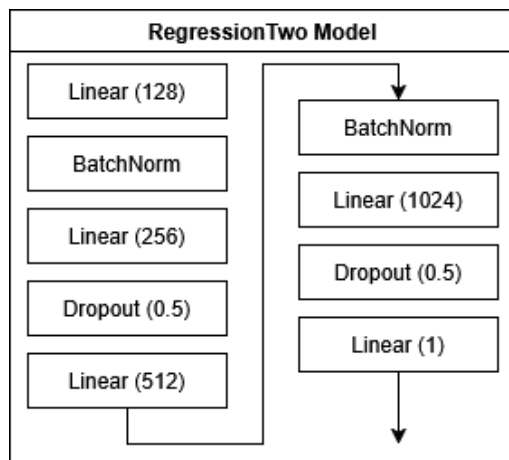 RegressionTwo Model
Linear (128)
BatchNorm
Linear (256)
Dropout (0.5)
Linear (512)
BatchNorm
Linear (1024)
Dropout (0.5)
Linear (1)